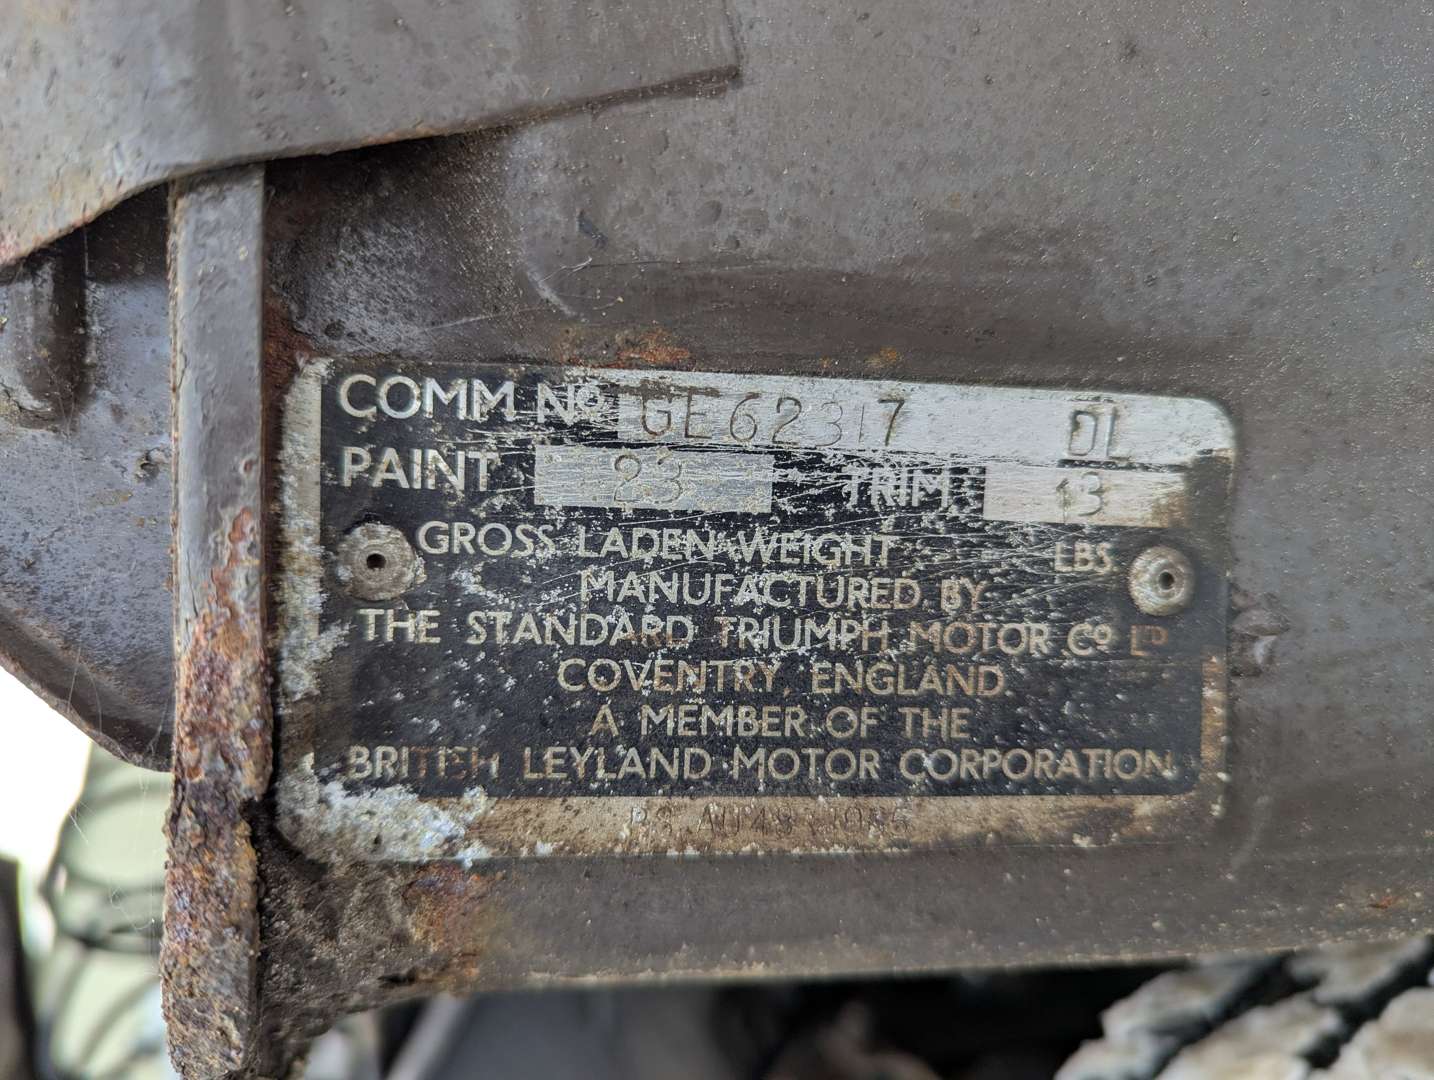 COMM Nº GE62317 DL
PAINT 23 TRIM 13
GROSS LADEN WEIGHT LBS
MANUFACTURED BY
THE STANDARD TRIUMPH MOTOR Cº Lᴰ
COVENTRY, ENGLAND
A MEMBER OF THE
BRITISH LEYLAND MOTOR CORPORATION